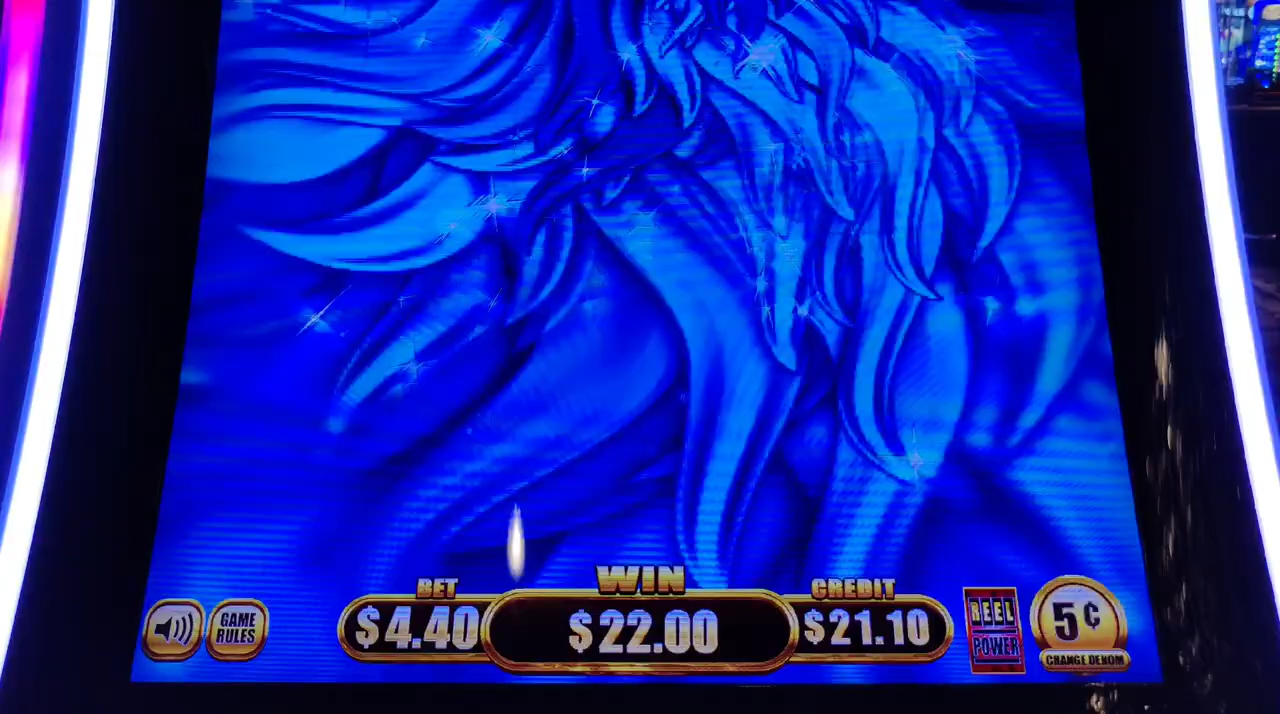 BET
WIN
CREDIT
GAME
RULES
$4.40
$22.00
$21.10
REEL
POWER
5¢
CHANGE DENOM